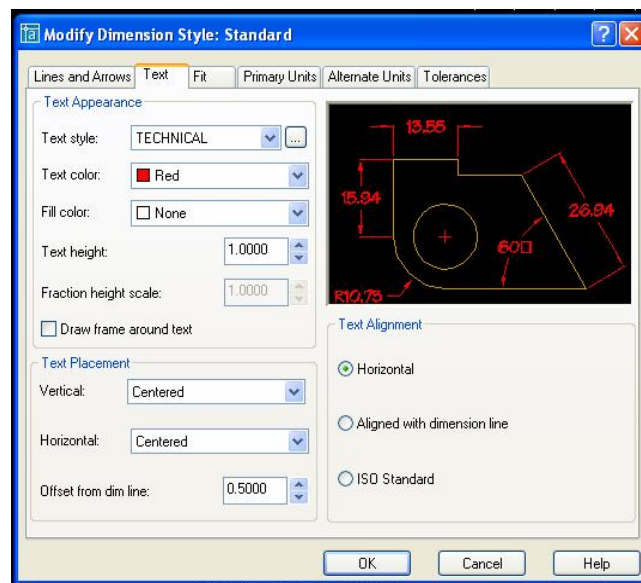 Modify Dimension Style: Standard
Lines and Arrows Text Fit Primary Units Alternate Units Tolerances
Text Appearance
Text style: TECHNICAL ...
Text color: Red
Fill color: None
Text height: 1.0000
Fraction height scale: 1.0000
Draw frame around text
13.55
15.94
26.94
60□
R10.73
Text Placement
Vertical: Centered
Horizontal: Centered
Offset from dim line: 0.5000
Text Alignment
Horizontal
Aligned with dimension line
ISO Standard
OK Cancel Help